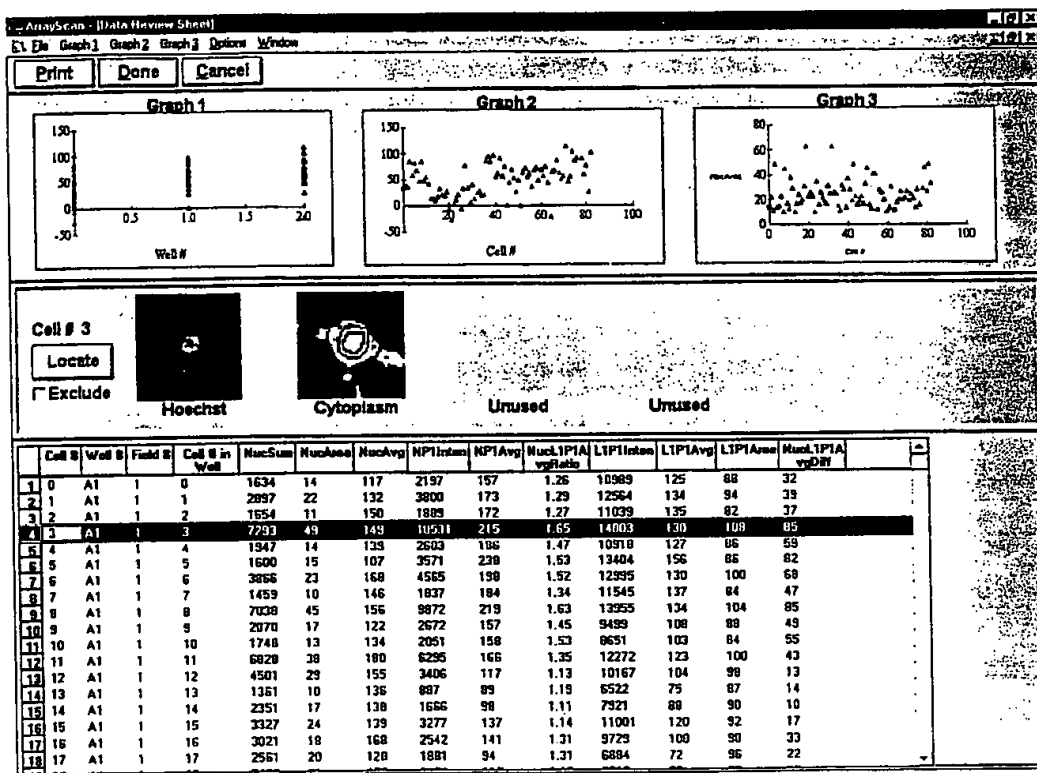 ArrayScan - [Data Review Sheet]
File Graph 1 Graph 2 Graph 3 Options Window
Print Done Cancel
Graph 1 Graph 2 Graph 3
150
100
50
0
-50
0.5 1.0 1.5 2.0
Well #
150
100
50
0
-50
20 40 60 80 100
Cell #
80
60
40
20
0
0 20 40 60 80 100
Cell #
Cell # 3
Locate
Exclude
Hoechst Cytoplasm Unused Unused
Cell # Well # Field # Cell # in Well NucSum NucArea NucAvg NP1Inten NP1Avg NucL1P1AvgRatio L1P1Inten L1P1Avg L1P1Area NucL1P1AvgDiff
1 0 A1 1 0 1634 14 117 2197 157 1.26 10989 125 88 32
2 1 A1 1 1 2897 22 132 3800 173 1.29 12564 134 94 39
3 2 A1 1 2 1654 11 150 1889 172 1.27 11039 135 82 37
4 3 A1 1 3 7293 49 149 10531 215 1.65 14003 130 108 85
5 4 A1 1 4 1947 14 139 2603 186 1.47 10918 127 86 59
6 5 A1 1 5 1600 15 107 3571 238 1.53 13404 156 86 82
7 6 A1 1 6 3866 23 168 4565 198 1.52 12995 130 100 68
8 7 A1 1 7 1459 10 146 1837 184 1.34 11545 137 84 47
9 8 A1 1 8 7038 45 156 9872 219 1.63 13955 134 104 85
10 9 A1 1 9 2070 17 122 2672 157 1.45 9499 108 88 49
11 10 A1 1 10 1748 13 134 2051 158 1.53 8651 103 84 55
12 11 A1 1 11 6828 38 180 6295 166 1.35 12272 123 100 43
13 12 A1 1 12 4501 29 155 3406 117 1.13 10167 104 98 13
14 13 A1 1 13 1361 10 136 887 89 1.19 6522 75 87 14
15 14 A1 1 14 2351 17 138 1666 98 1.11 7921 88 90 10
16 15 A1 1 15 3327 24 139 3277 137 1.14 11001 120 92 17
17 16 A1 1 16 3021 18 168 2542 141 1.31 9729 108 90 33
18 17 A1 1 17 2561 20 128 1881 94 1.31 6884 72 96 22